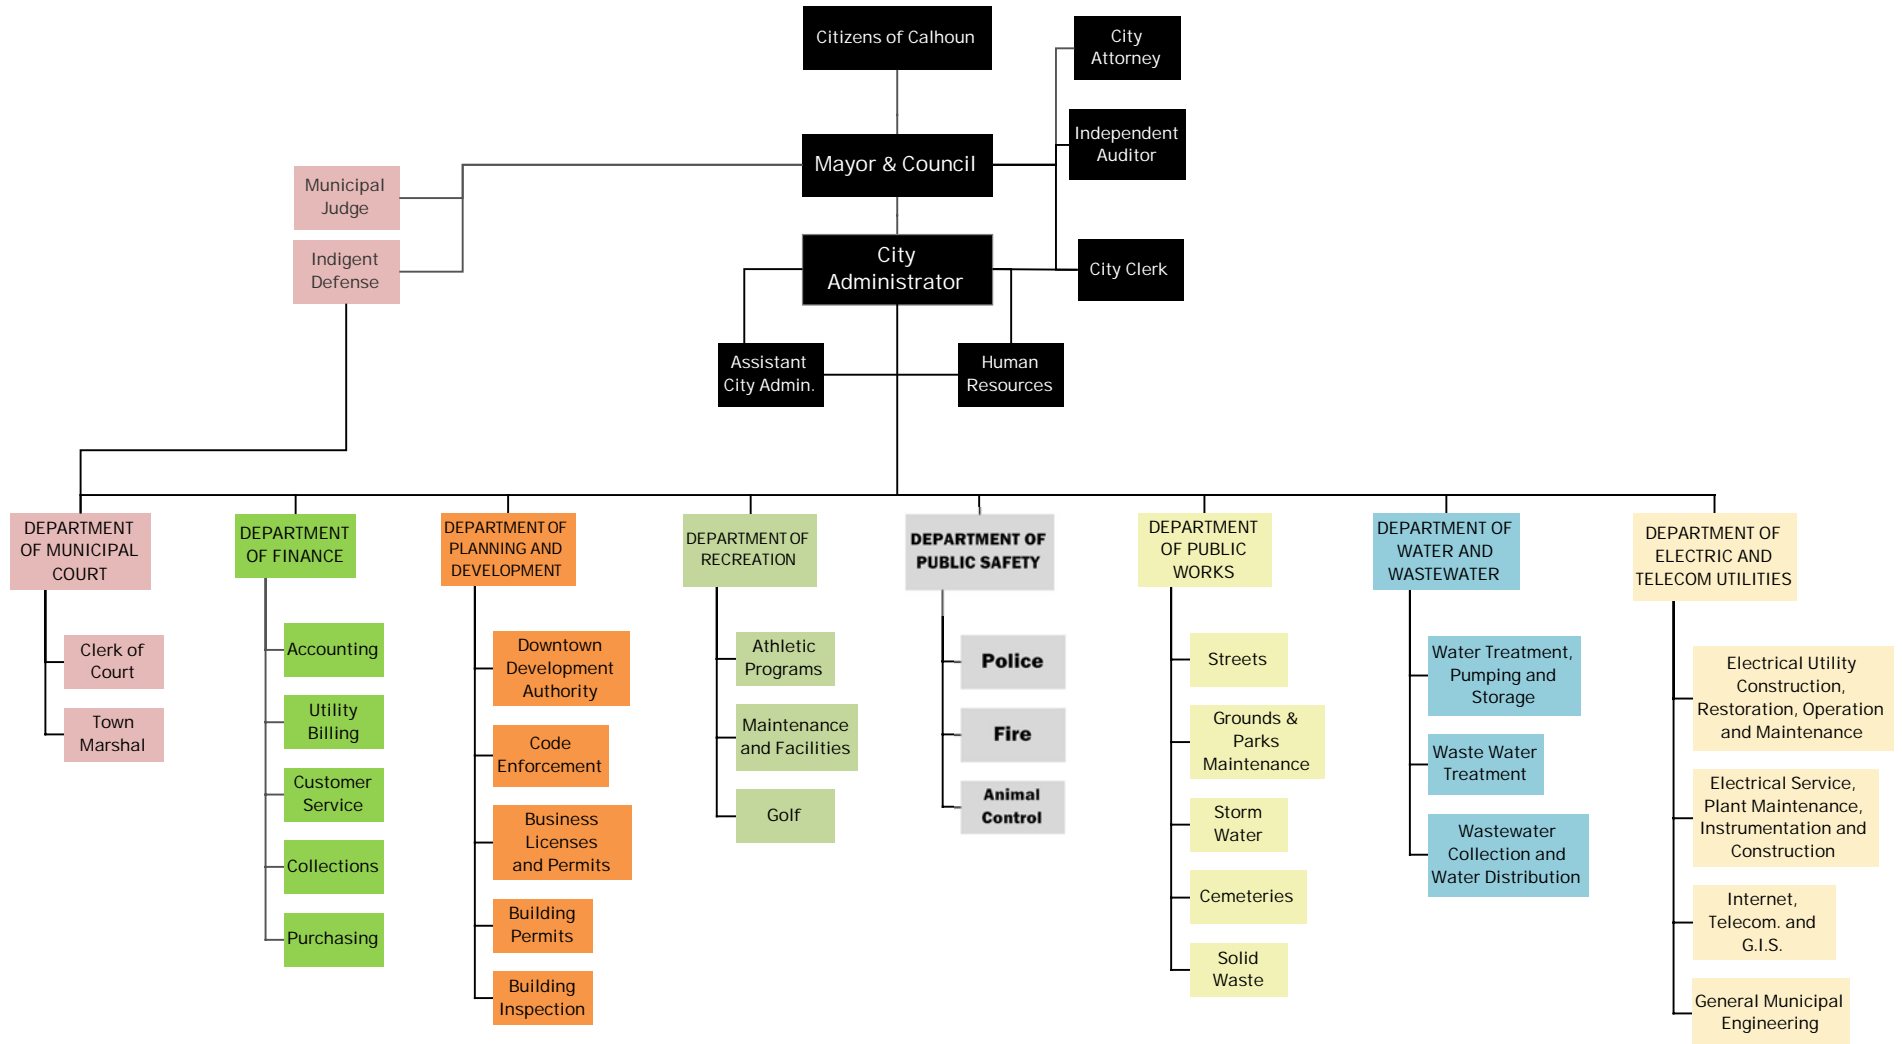 Citizens of Calhoun
City
Attorney
Independent
Auditor
Mayor & Council
Municipal
Judge
Indigent
Defense
City
Administrator
City Clerk
Assistant
City Admin.
Human
Resources
DEPARTMENT
OF MUNICIPAL
COURT
Clerk of
Court
Town
Marshal
DEPARTMENT
OF FINANCE
Accounting
Utility
Billing
Customer
Service
Collections
Purchasing
DEPARTMENT OF
PLANNING AND
DEVELOPMENT
Downtown
Development
Authority
Code
Enforcement
Business
Licenses
and Permits
Building
Permits
Building
Inspection
DEPARTMENT OF
RECREATION
Athletic
Programs
Maintenance
and Facilities
Golf
DEPARTMENT OF
PUBLIC SAFETY
Police
Fire
Animal
Control
DEPARTMENT
OF PUBLIC
WORKS
Streets
Grounds &
Parks
Maintenance
Storm
Water
Cemeteries
Solid
Waste
DEPARTMENT OF
WATER AND
WASTEWATER
Water Treatment,
Pumping and
Storage
Waste Water
Treatment
Wastewater
Collection and
Water Distribution
DEPARTMENT OF
ELECTRIC AND
TELECOM UTILITIES
Electrical Utility
Construction,
Restoration, Operation
and Maintenance
Electrical Service,
Plant Maintenance,
Instrumentation and
Construction
Internet,
Telecom. and
G.I.S.
General Municipal
Engineering